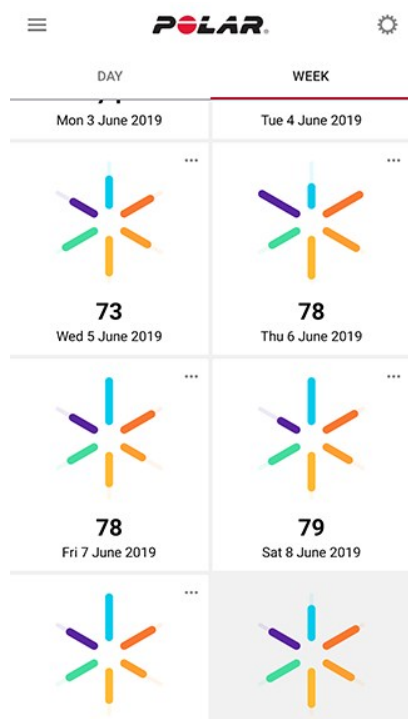 POLAR
DAY WEEK
Mon 3 June 2019 Tue 4 June 2019
73 78
Wed 5 June 2019 Thu 6 June 2019
78 79
Fri 7 June 2019 Sat 8 June 2019